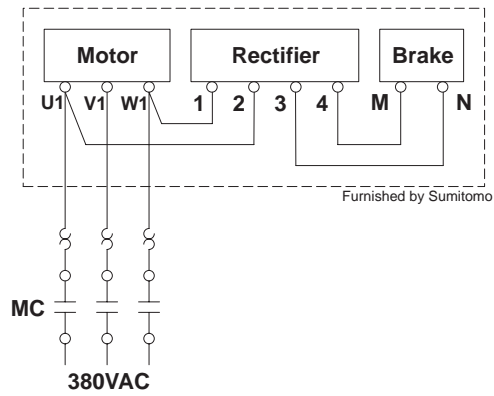 Motor Rectifier Brake
U1 V1 W1 1 2 3 4 M N
Furnished by Sumitomo
MC
380VAC